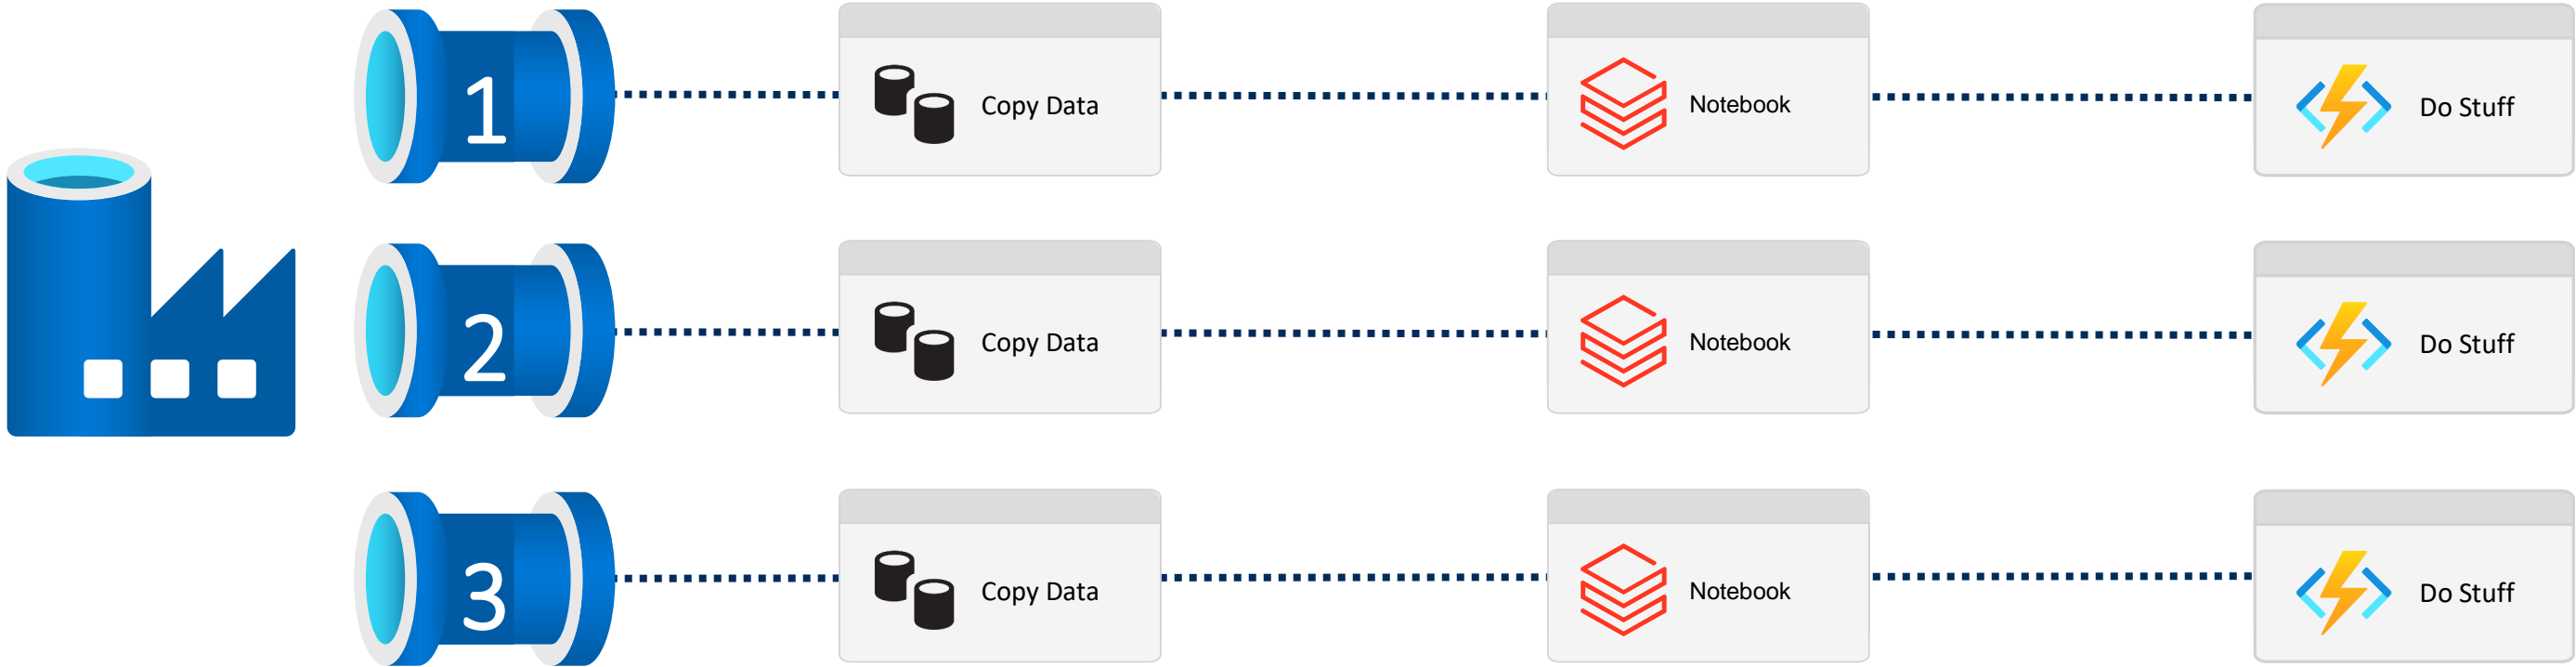 1
Copy Data
Notebook
Do Stuff
2
Copy Data
Notebook
Do Stuff
3
Copy Data
Notebook
Do Stuff